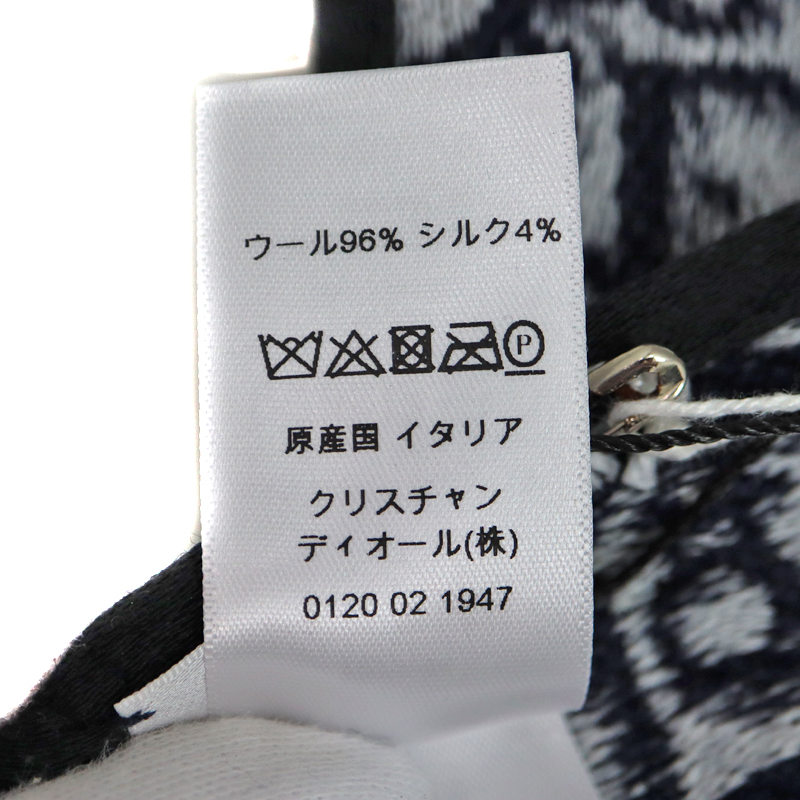 ウール96% シルク4%
P
原産国 イタリア
クリスチャン
ディオール(株)
0120 02 1947